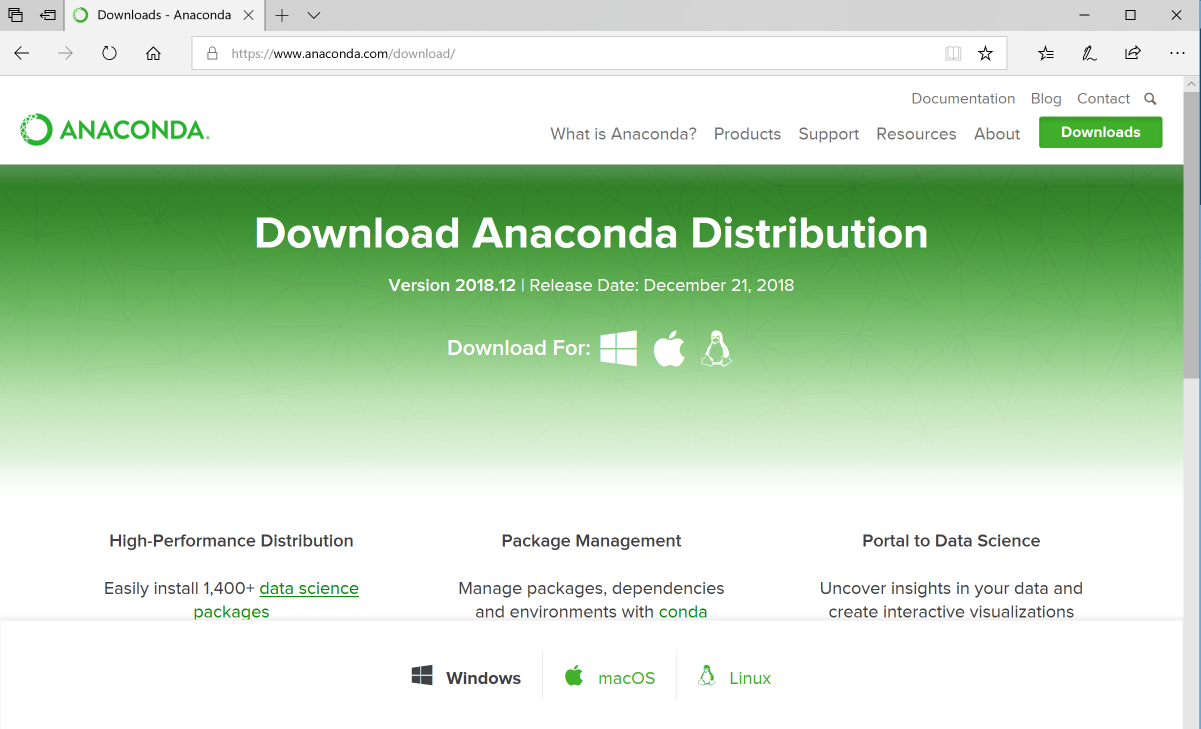 Downloads - Anaconda
https://www.anaconda.com/download/
Documentation Blog Contact
ANACONDA.
What is Anaconda? Products Support Resources About Downloads
Download Anaconda Distribution
Version 2018.12 | Release Date: December 21, 2018
Download For:
High-Performance Distribution
Easily install 1,400+ data science
packages
Package Management
Manage packages, dependencies
and environments with conda
Portal to Data Science
Uncover insights in your data and
create interactive visualizations
Windows macOS Linux